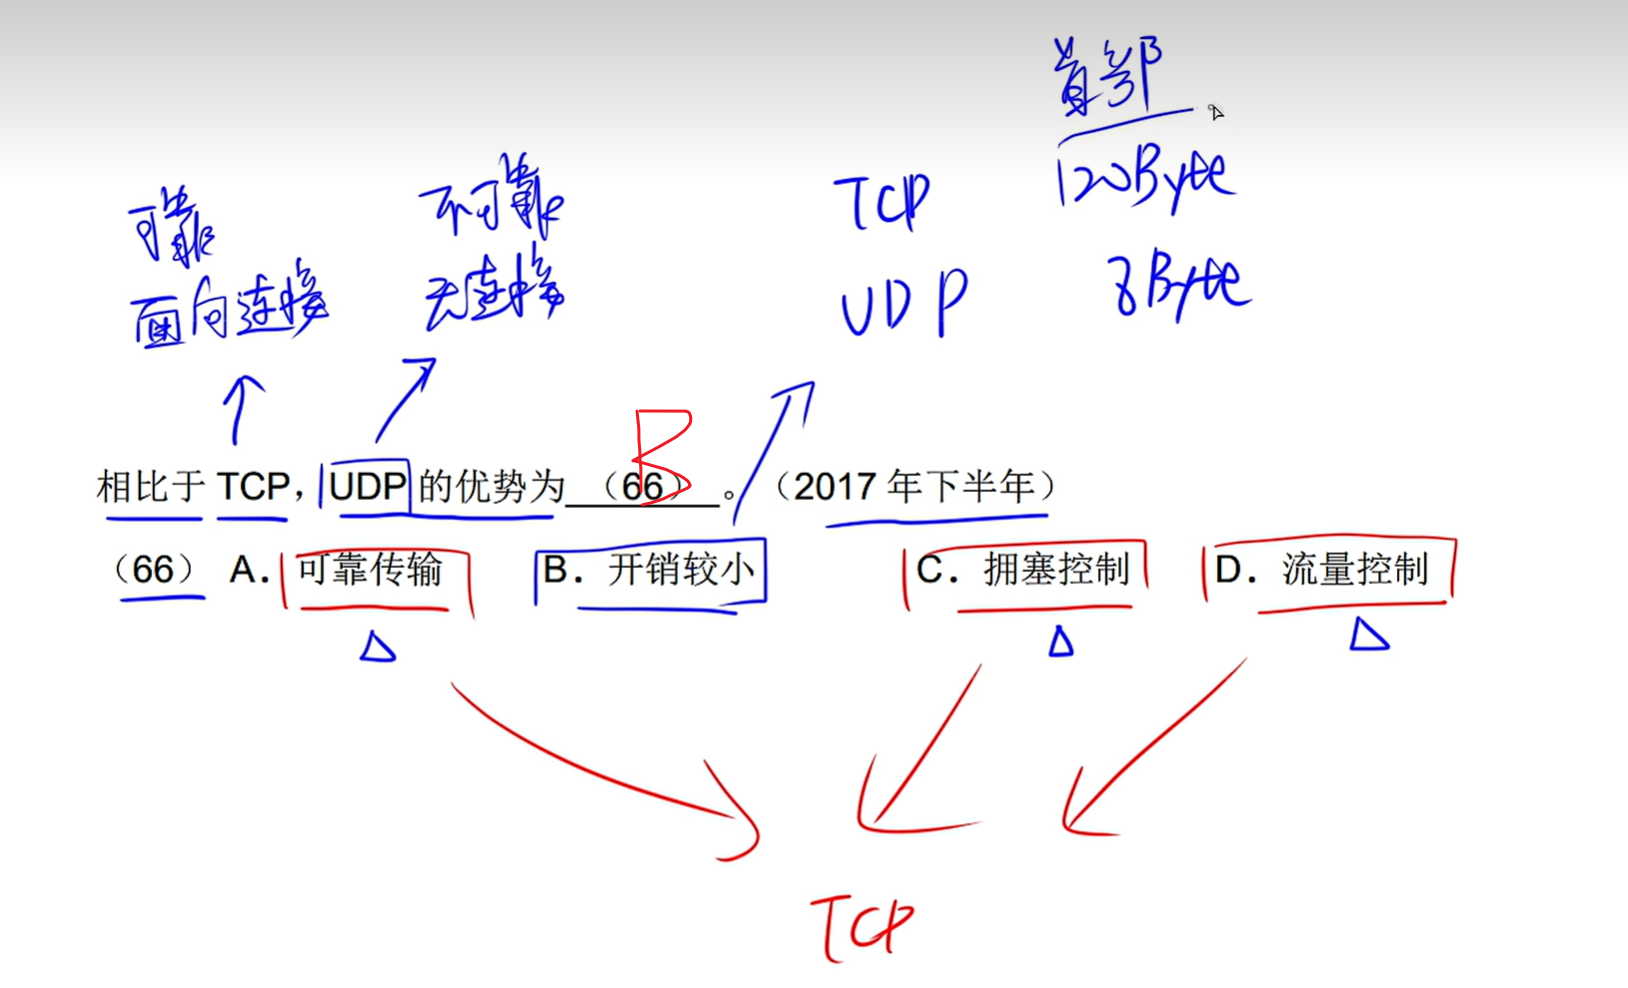 首部
120Byte
TCP
8Byte
UDP
可靠
面向连接
不可靠
无连接
B
相比于 TCP，UDP 的优势为 （66） 。（2017 年下半年）
（66） A. 可靠传输 B. 开销较小 C. 拥塞控制 D. 流量控制
TCP